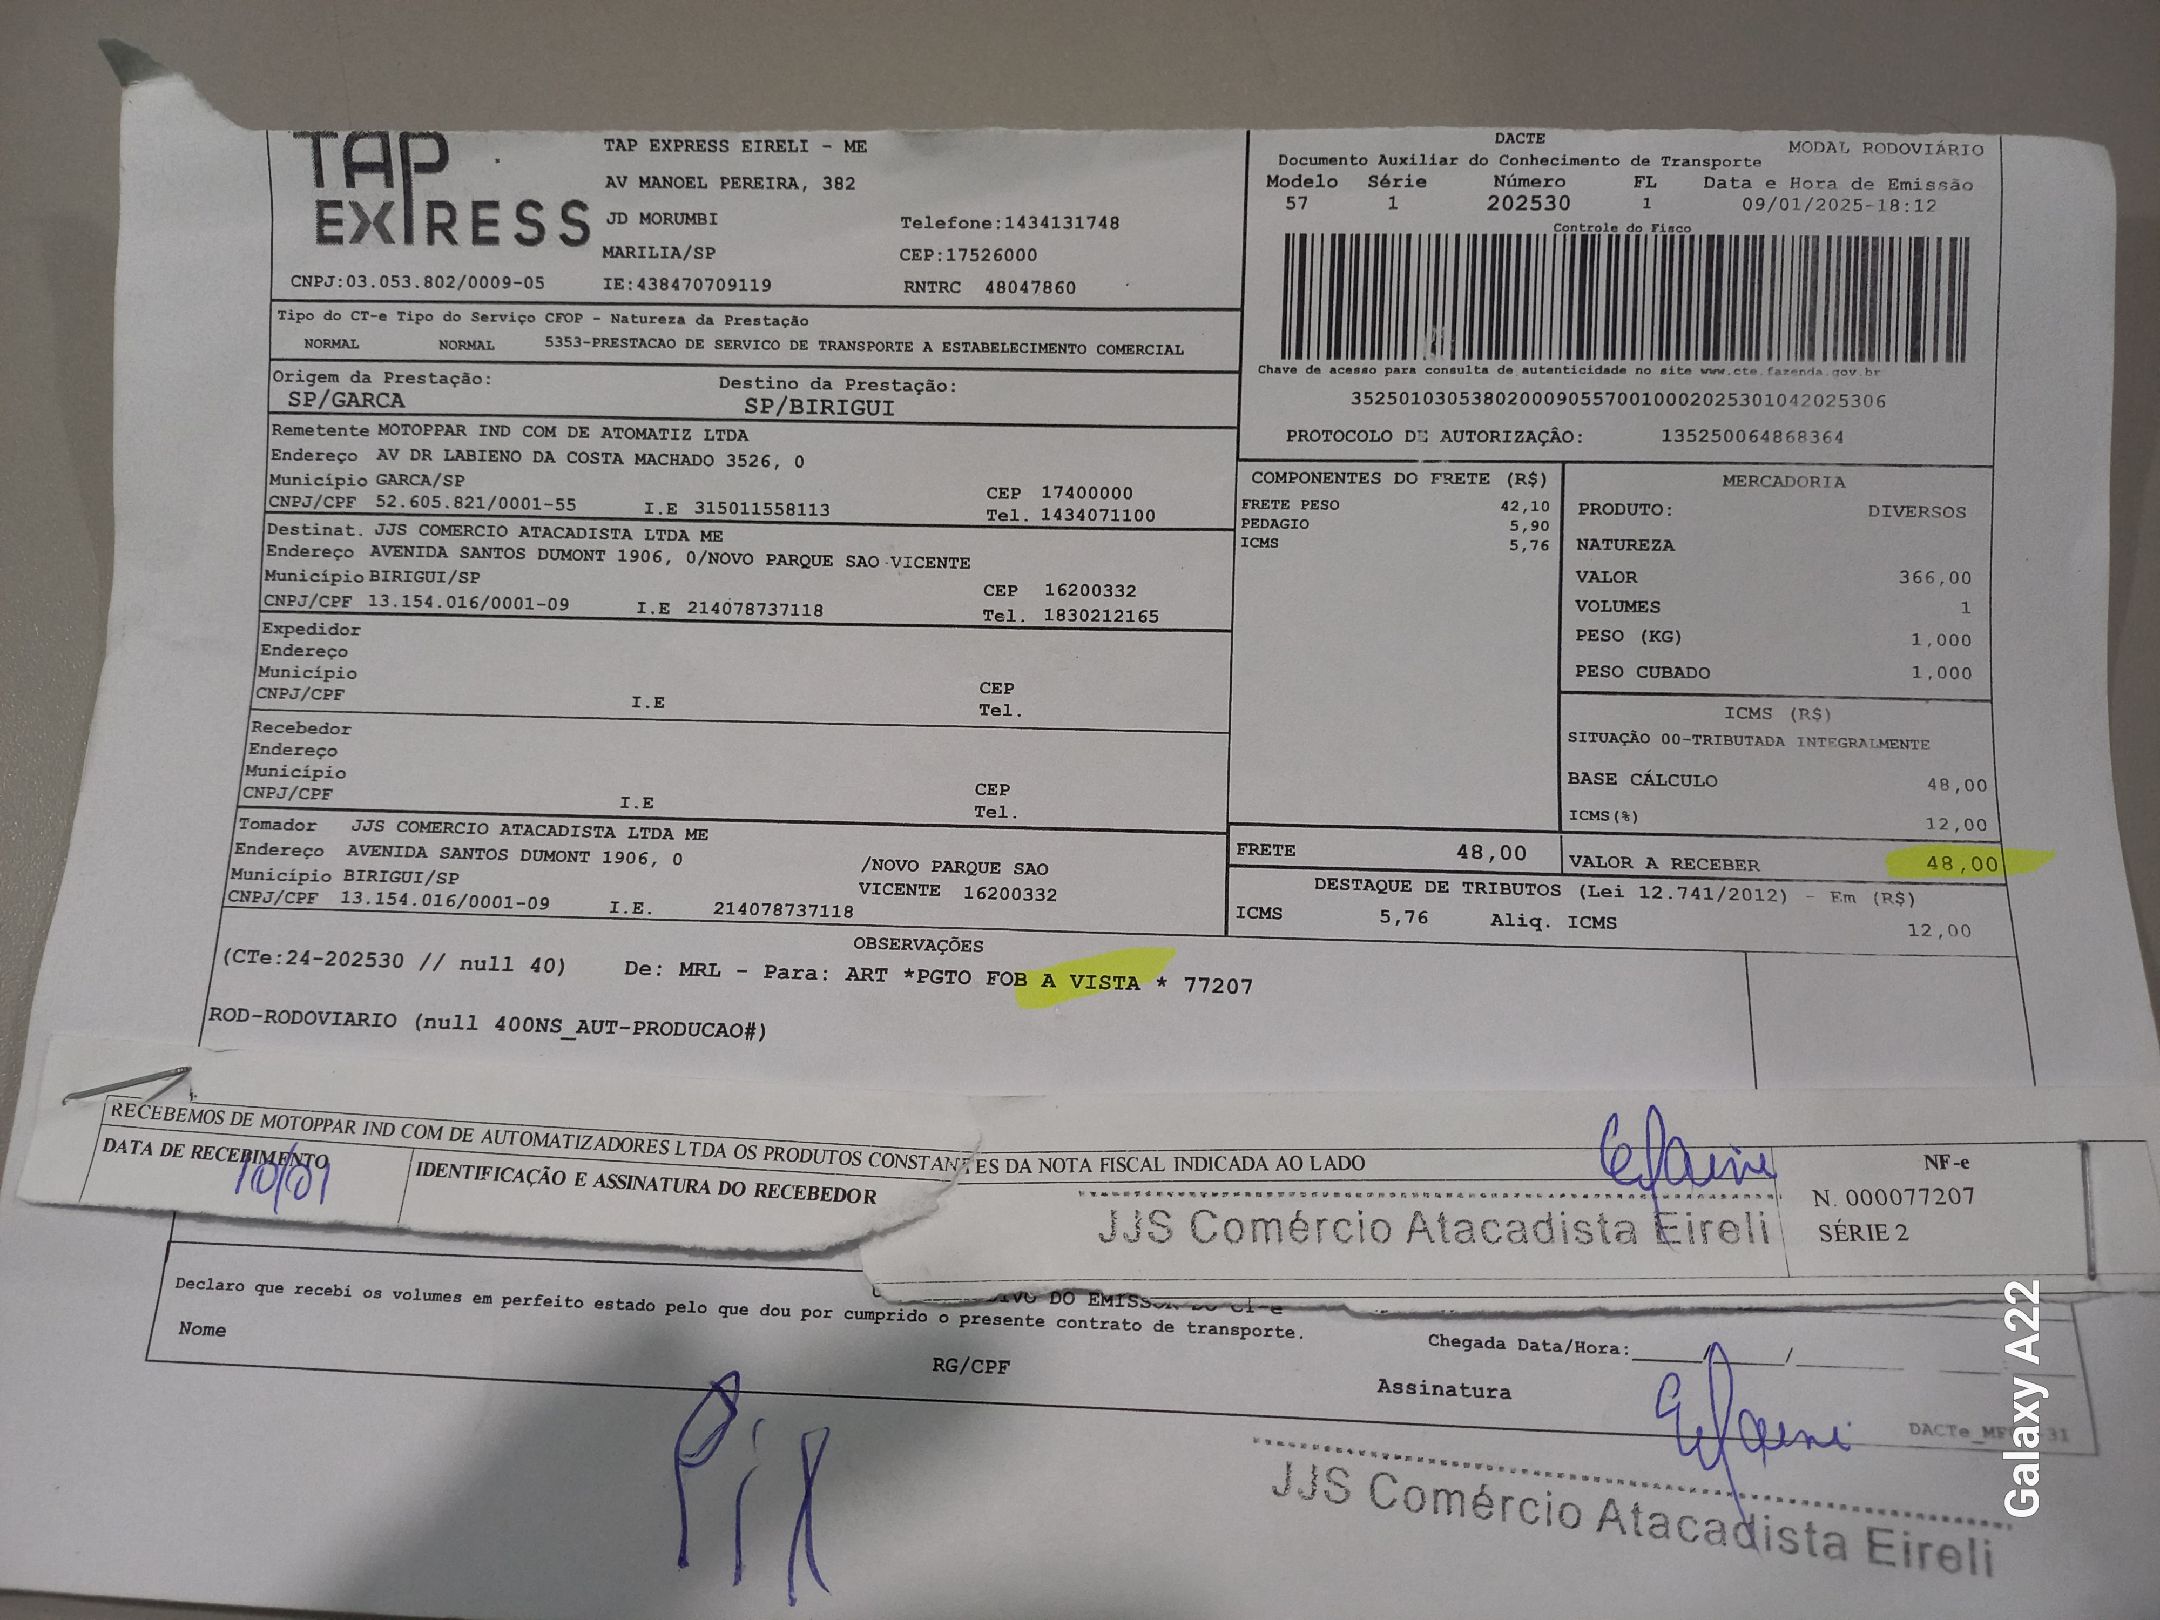 TAP
EXPRESS
TAP EXPRESS EIRELI - ME
AV MANOEL PEREIRA, 382
JD MORUMBI
Telefone:1434131748
MARILIA/SP
CEP:17526000
CNPJ:03.053.802/0009-05
IE:438470709119
RNTRC 48047860
DACTE
MODAL RODOVIÁRIO
Documento Auxiliar do Conhecimento de Transporte
Modelo Série Número FL Data e Hora de Emissão
57 1 202530 1 09/01/2025-18:12
Controle do Fisco
Chave de acesso para consulta de autenticidade no site www.cte.fazenda.gov.br
35250103053802000905570010002025301042025306
PROTOCOLO DE AUTORIZAÇÃO: 135250064868364
Tipo do CT-e Tipo do Serviço CFOP - Natureza da Prestação
NORMAL NORMAL 5353-PRESTACAO DE SERVICO DE TRANSPORTE A ESTABELECIMENTO COMERCIAL
Origem da Prestação: Destino da Prestação:
SP/GARCA SP/BIRIGUI
Remetente MOTOPPAR IND COM DE ATOMATIZ LTDA
Endereço AV DR LABIENO DA COSTA MACHADO 3526, 0
Município GARCA/SP CEP 17400000
CNPJ/CPF 52.605.821/0001-55 I.E 315011558113 Tel. 1434071100
Destinat. JJS COMERCIO ATACADISTA LTDA ME
Endereço AVENIDA SANTOS DUMONT 1906, 0/NOVO PARQUE SAO VICENTE
Município BIRIGUI/SP CEP 16200332
CNPJ/CPF 13.154.016/0001-09 I.E 214078737118 Tel. 1830212165
Expedidor
Endereço
Município CEP
CNPJ/CPF I.E Tel.
Recebedor
Endereço
Município CEP
CNPJ/CPF I.E Tel.
Tomador JJS COMERCIO ATACADISTA LTDA ME
Endereço AVENIDA SANTOS DUMONT 1906, 0 /NOVO PARQUE SAO
Município BIRIGUI/SP VICENTE 16200332
CNPJ/CPF 13.154.016/0001-09 I.E. 214078737118
COMPONENTES DO FRETE (R$)
FRETE PESO 42,10
PEDAGIO 5,90
ICMS 5,76
MERCADORIA
PRODUTO: DIVERSOS
NATUREZA
VALOR 366,00
VOLUMES 1
PESO (KG) 1,000
PESO CUBADO 1,000
ICMS (R$)
SITUAÇÃO 00-TRIBUTADA INTEGRALMENTE
BASE CÁLCULO 48,00
ICMS(%) 12,00
FRETE 48,00
VALOR A RECEBER 48,00
DESTAQUE DE TRIBUTOS (Lei 12.741/2012) - Em (R$)
ICMS 5,76 Aliq. ICMS 12,00
OBSERVAÇÕES
(CTe:24-202530 // null 40) De: MRL - Para: ART *PGTO FOB A VISTA * 77207
ROD-RODOVIARIO (null 400NS_AUT-PRODUCAO#)
RECEBEMOS DE MOTOPPAR IND COM DE AUTOMATIZADORES LTDA OS PRODUTOS CONSTANTES DA NOTA FISCAL INDICADA AO LADO
DATA DE RECEBIMENTO
10/01
IDENTIFICAÇÃO E ASSINATURA DO RECEBEDOR
JJS Comércio Atacadista Eireli
NF-e
N. 000077207
SÉRIE 2
DO EMISSOR DO CT-e
Declaro que recebi os volumes em perfeito estado pelo que dou por cumprido o presente contrato de transporte.
Nome
RG/CPF
Chegada Data/Hora:
Assinatura
Pix
JJS Comércio Atacadista Eireli
Galaxy A22